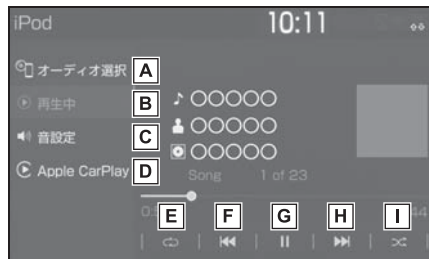 iPod 10:11
オーディオ選択 A
再生中 B
音設定 C
Apple CarPlay D
○○○○○
○○○○○
○○○○○
Song 1 of 23
E F G H I